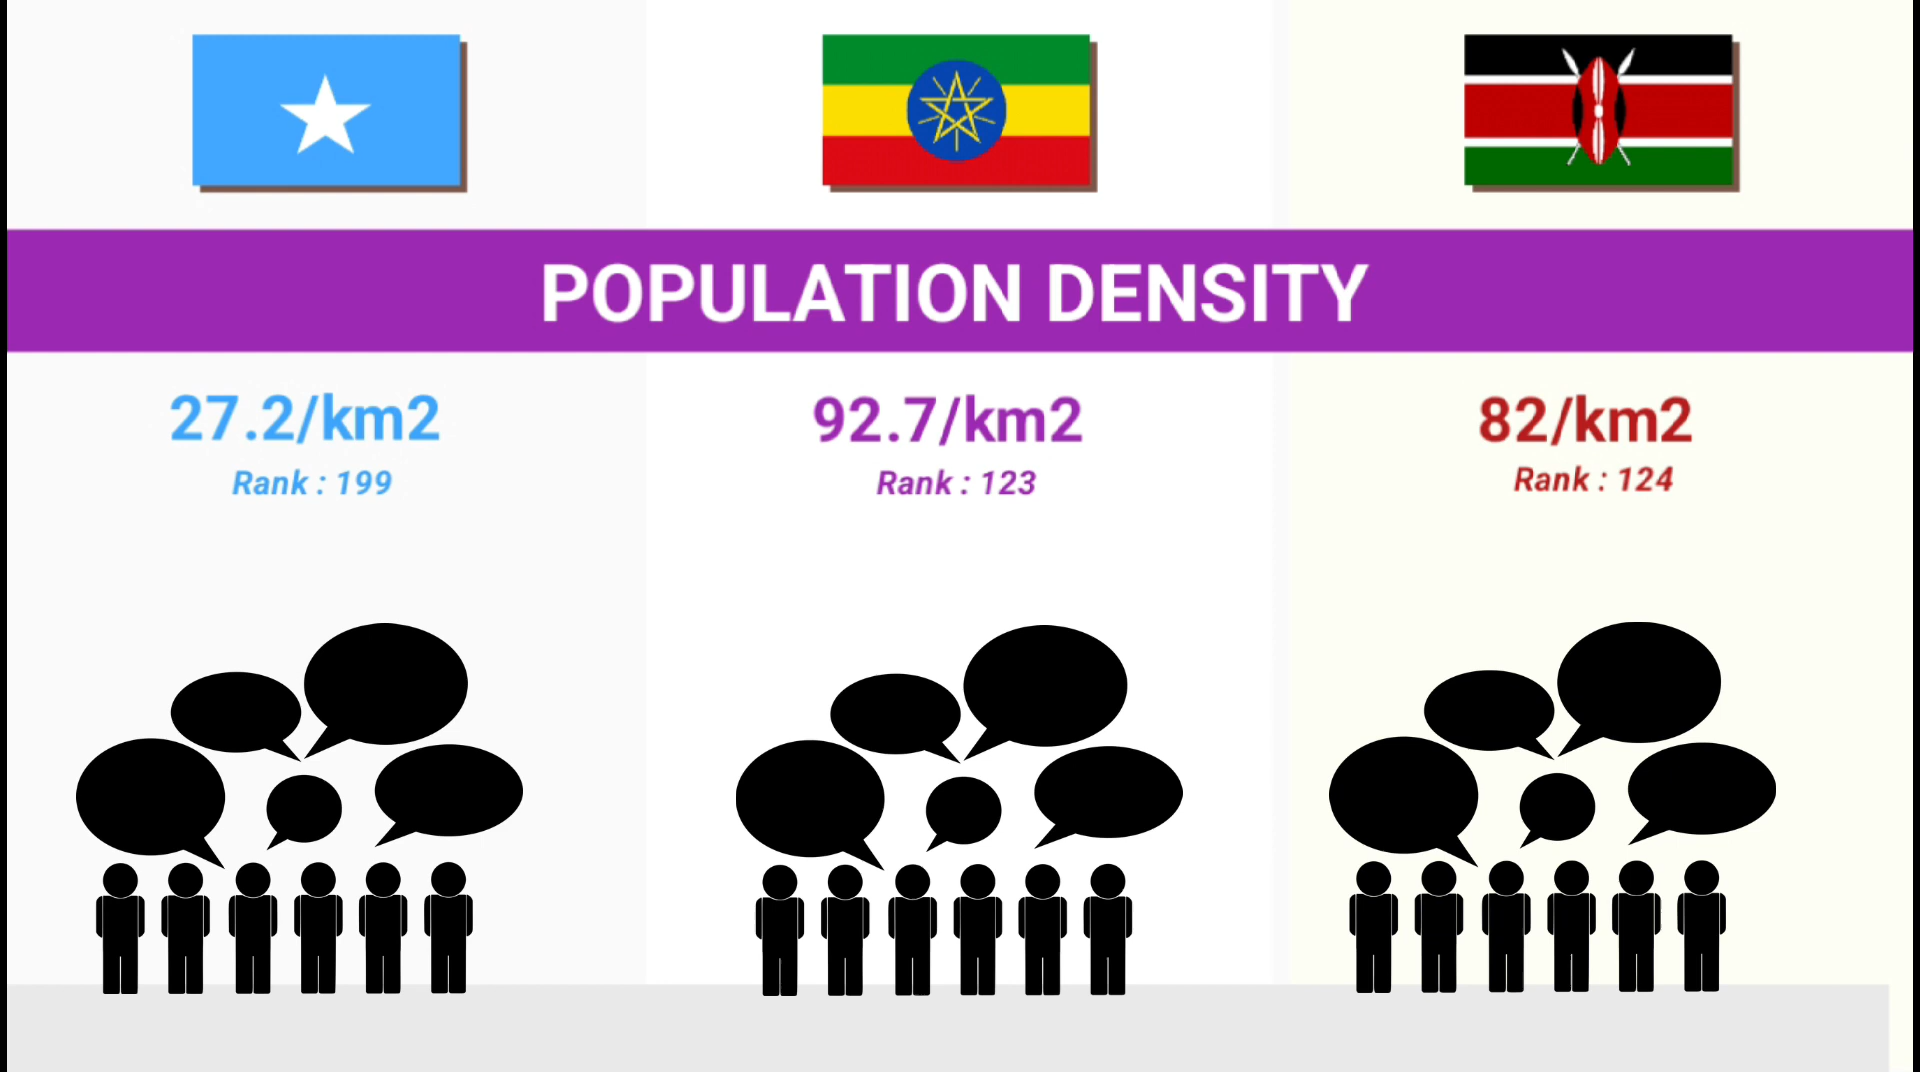 POPULATION DENSITY
27.2/km2
Rank : 199
92.7/km2
Rank : 123
82/km2
Rank : 124